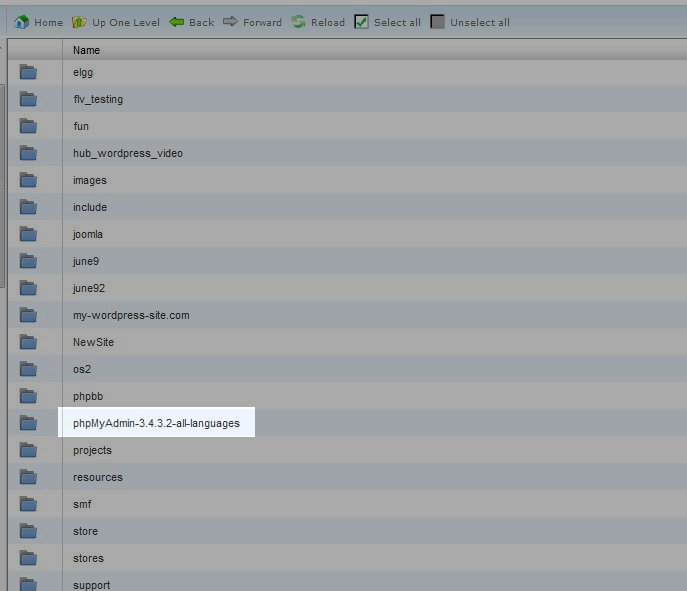 Home Up One Level Back Forward Reload Select all Unselect all
Name
elgg
flv_testing
fun
hub_wordpress_video
images
include
joomla
june9
june92
my-wordpress-site.com
NewSite
os2
phpbb
phpMyAdmin-3.4.3.2-all-languages
projects
resources
smf
store
stores
support